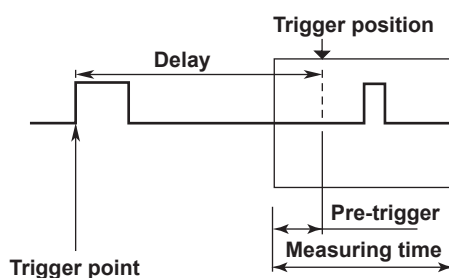 Trigger position
Delay
Pre-trigger
Measuring time
Trigger point